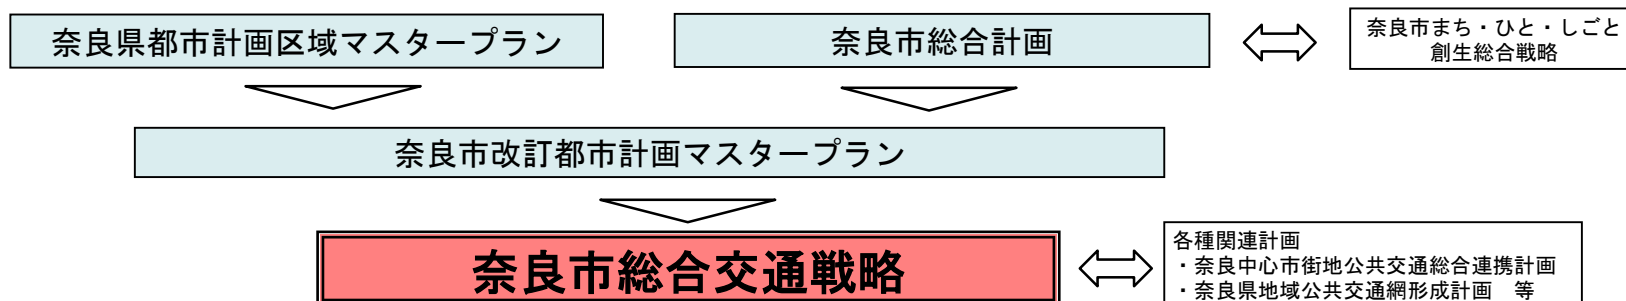 奈良県都市計画区域マスタープラン
奈良市総合計画
奈良市まち・ひと・しごと
創生総合戦略
奈良市改訂都市計画マスタープラン
奈良市総合交通戦略
各種関連計画
・奈良中心市街地公共交通総合連携計画
・奈良県地域公共交通網形成計画　等